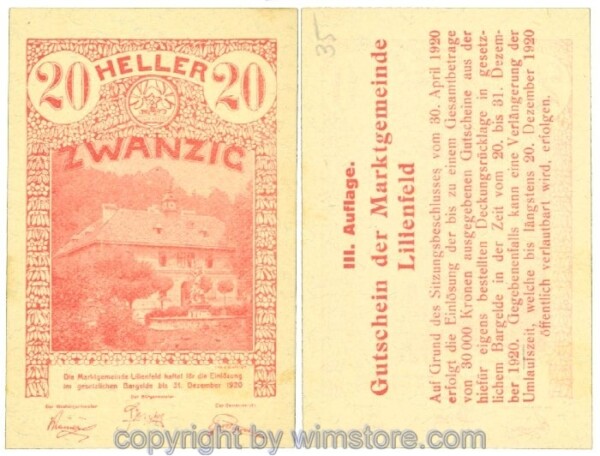 20 HELLER 20
ZWANZIG
Die Marktgemeinde Lilienfeld haftet für die Einlösung
im gesetzlichen Bargelde bis 31. Dezember 1920
Der Bürgermeister
35
III. Auflage.
Gutschein der Marktgemeinde
Lilienfeld
Auf Grund des Sitzungsbeschlusses vom 30. April 1920
erfolgt die Einlösung der bis zu einem Gesamtbetrage
von 30 000 Kronen ausgegebenen Gutscheine aus der
hiefür eigens bestellten Deckungsrücklage in gesetz-
lichem Bargelde in der Zeit vom 20. bis 31. Dezem-
ber 1920. Gegebenenfalls kann eine Verlängerung der
Umlaufszeit, welche bis längstens 20. Dezember 1920
öffentlich verlautbart wird, erfolgen.
copyright by wimstore.com